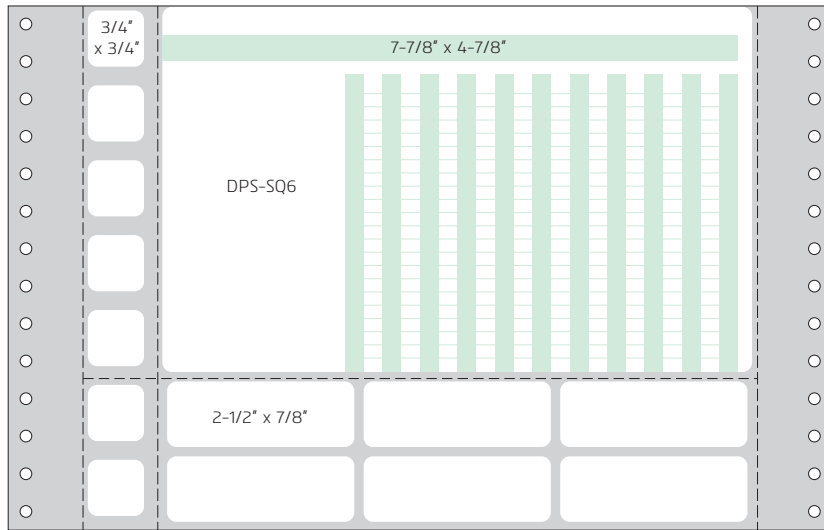 3/4”
x 3/4”
7-7/8” x 4-7/8”
DPS-SQ6
2-1/2” x 7/8”